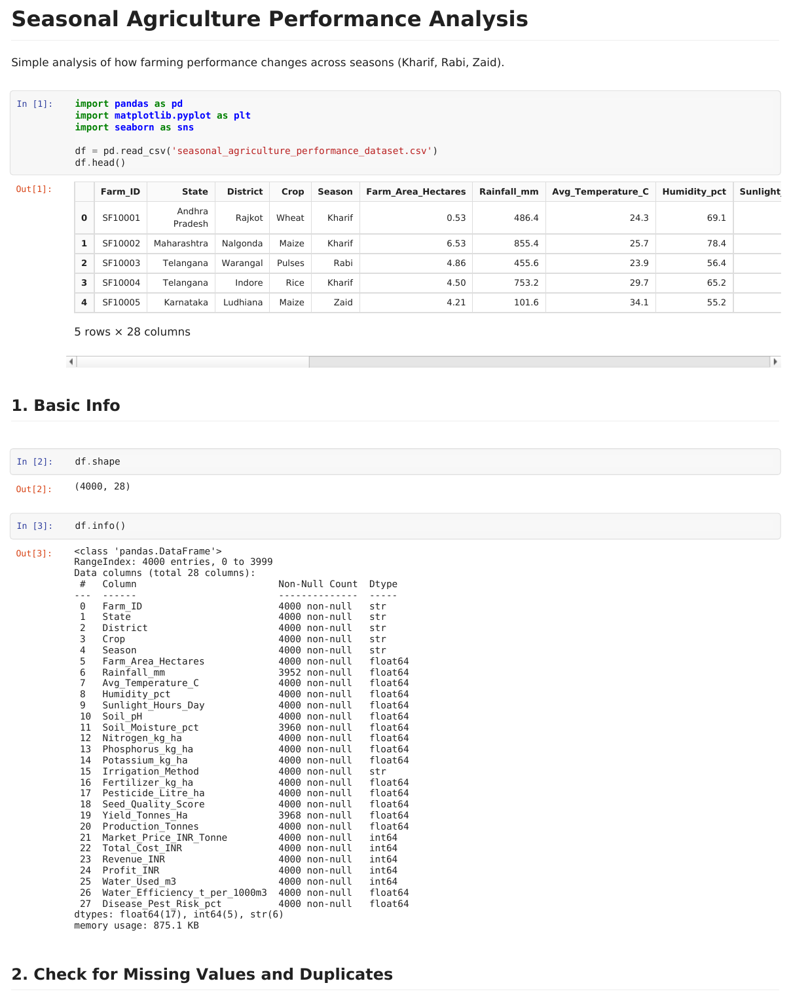 Seasonal Agriculture Performance Analysis
Simple analysis of how farming performance changes across seasons (Kharif, Rabi, Zaid).
In [1]: import pandas as pd
import matplotlib.pyplot as plt
import seaborn as sns
df = pd.read_csv('seasonal_agriculture_performance_dataset.csv')
df.head()
Out[1]: Farm_ID State District Crop Season Farm_Area_Hectares Rainfall_mm Avg_Temperature_C Humidity_pct Sunlight_
0 SF10001 Andhra Pradesh Rajkot Wheat Kharif 0.53 486.4 24.3 69.1
1 SF10002 Maharashtra Nalgonda Maize Kharif 6.53 855.4 25.7 78.4
2 SF10003 Telangana Warangal Pulses Rabi 4.86 455.6 23.9 56.4
3 SF10004 Telangana Indore Rice Kharif 4.50 753.2 29.7 65.2
4 SF10005 Karnataka Ludhiana Maize Zaid 4.21 101.6 34.1 55.2
5 rows × 28 columns
1. Basic Info
In [2]: df.shape
Out[2]: (4000, 28)
In [3]: df.info()
Out[3]: <class 'pandas.DataFrame'>
RangeIndex: 4000 entries, 0 to 3999
Data columns (total 28 columns):
 #   Column                         Non-Null Count  Dtype
---  ------                         --------------  -----
 0   Farm_ID                        4000 non-null   str
 1   State                          4000 non-null   str
 2   District                       4000 non-null   str
 3   Crop                           4000 non-null   str
 4   Season                         4000 non-null   str
 5   Farm_Area_Hectares             4000 non-null   float64
 6   Rainfall_mm                    3952 non-null   float64
 7   Avg_Temperature_C              4000 non-null   float64
 8   Humidity_pct                   4000 non-null   float64
 9   Sunlight_Hours_Day             4000 non-null   float64
 10  Soil_pH                        4000 non-null   float64
 11  Soil_Moisture_pct              3960 non-null   float64
 12  Nitrogen_kg_ha                 4000 non-null   float64
 13  Phosphorus_kg_ha               4000 non-null   float64
 14  Potassium_kg_ha                4000 non-null   float64
 15  Irrigation_Method              4000 non-null   str
 16  Fertilizer_kg_ha               4000 non-null   float64
 17  Pesticide_Litre_ha             4000 non-null   float64
 18  Seed_Quality_Score             4000 non-null   float64
 19  Yield_Tonnes_Ha                3968 non-null   float64
 20  Production_Tonnes              4000 non-null   float64
 21  Market_Price_INR_Tonne         4000 non-null   int64
 22  Total_Cost_INR                 4000 non-null   int64
 23  Revenue_INR                    4000 non-null   int64
 24  Profit_INR                     4000 non-null   int64
 25  Water_Used_m3                  4000 non-null   int64
 26  Water_Efficiency_t_per_1000m3  4000 non-null   float64
 27  Disease_Pest_Risk_pct          4000 non-null   float64
dtypes: float64(17), int64(5), str(6)
memory usage: 875.1 KB
2. Check for Missing Values and Duplicates